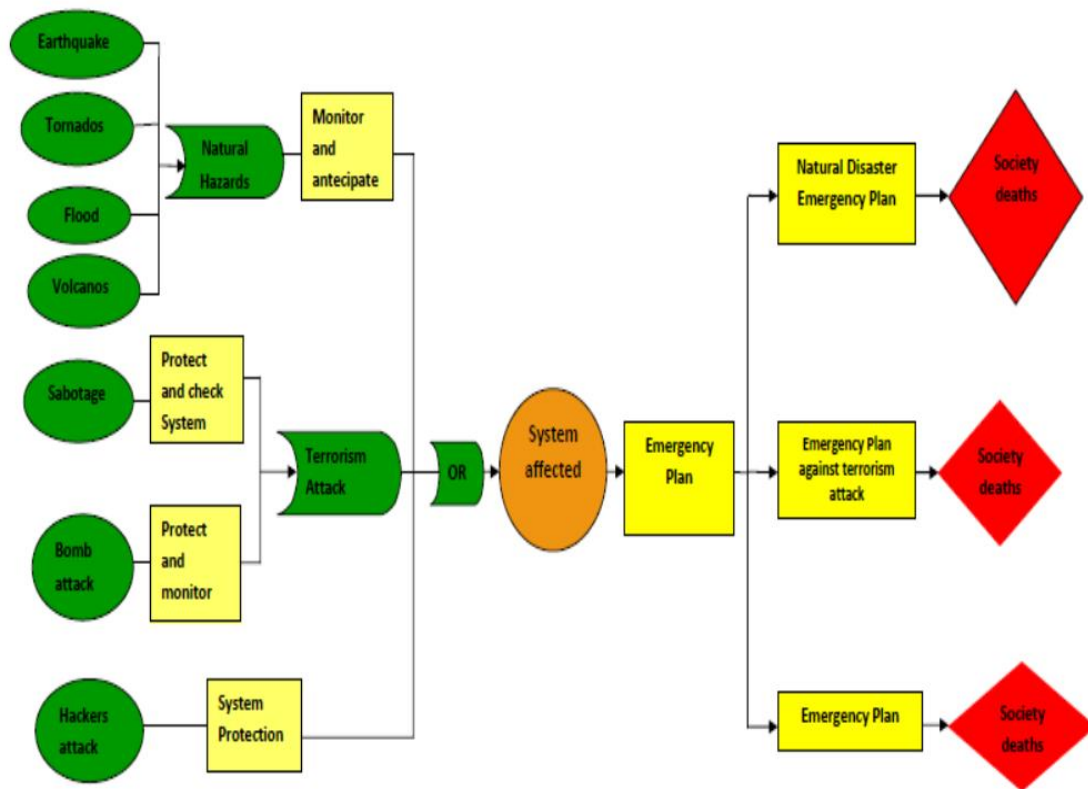 Earthquake
Tornados
Flood
Volcanos
Natural
Hazards
Monitor
and
antecipate
Sabotage
Protect
and check
System
Bomb
attack
Protect
and
monitor
Terrorism
Attack
Hackers
attack
System
Protection
OR
System
affected
Emergency
Plan
Natural Disaster
Emergency Plan
Society
deaths
Emergency Plan
against terrorism
attack
Society
deaths
Emergency Plan
Society
deaths